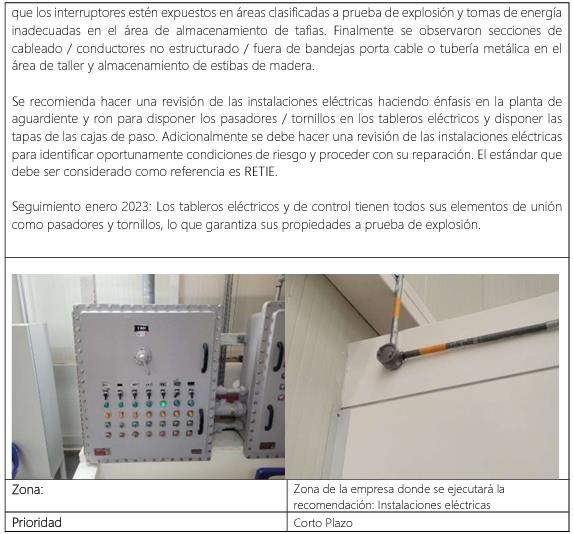 que los interruptores estén expuestos en áreas clasificadas a prueba de explosión y tomas de energía
inadecuadas en el área de almacenamiento de tafias. Finalmente se observaron secciones de
cableado / conductores no estructurado / fuera de bandejas porta cable o tubería metálica en el
área de taller y almacenamiento de estibas de madera.
Se recomienda hacer una revisión de las instalaciones eléctricas haciendo énfasis en la planta de
aguardiente y ron para disponer los pasadores / tornillos en los tableros eléctricos y disponer las
tapas de las cajas de paso. Adicionalmente se debe hacer una revisión de las instalaciones eléctricas
para identificar oportunamente condiciones de riesgo y proceder con su reparación. El estándar que
debe ser considerado como referencia es RETIE.
Seguimiento enero 2023: Los tableros eléctricos y de control tienen todos sus elementos de unión
como pasadores y tornillos, lo que garantiza sus propiedades a prueba de explosión.
Zona:
Zona de la empresa donde se ejecutará la
recomendación: Instalaciones eléctricas
Prioridad
Corto Plazo